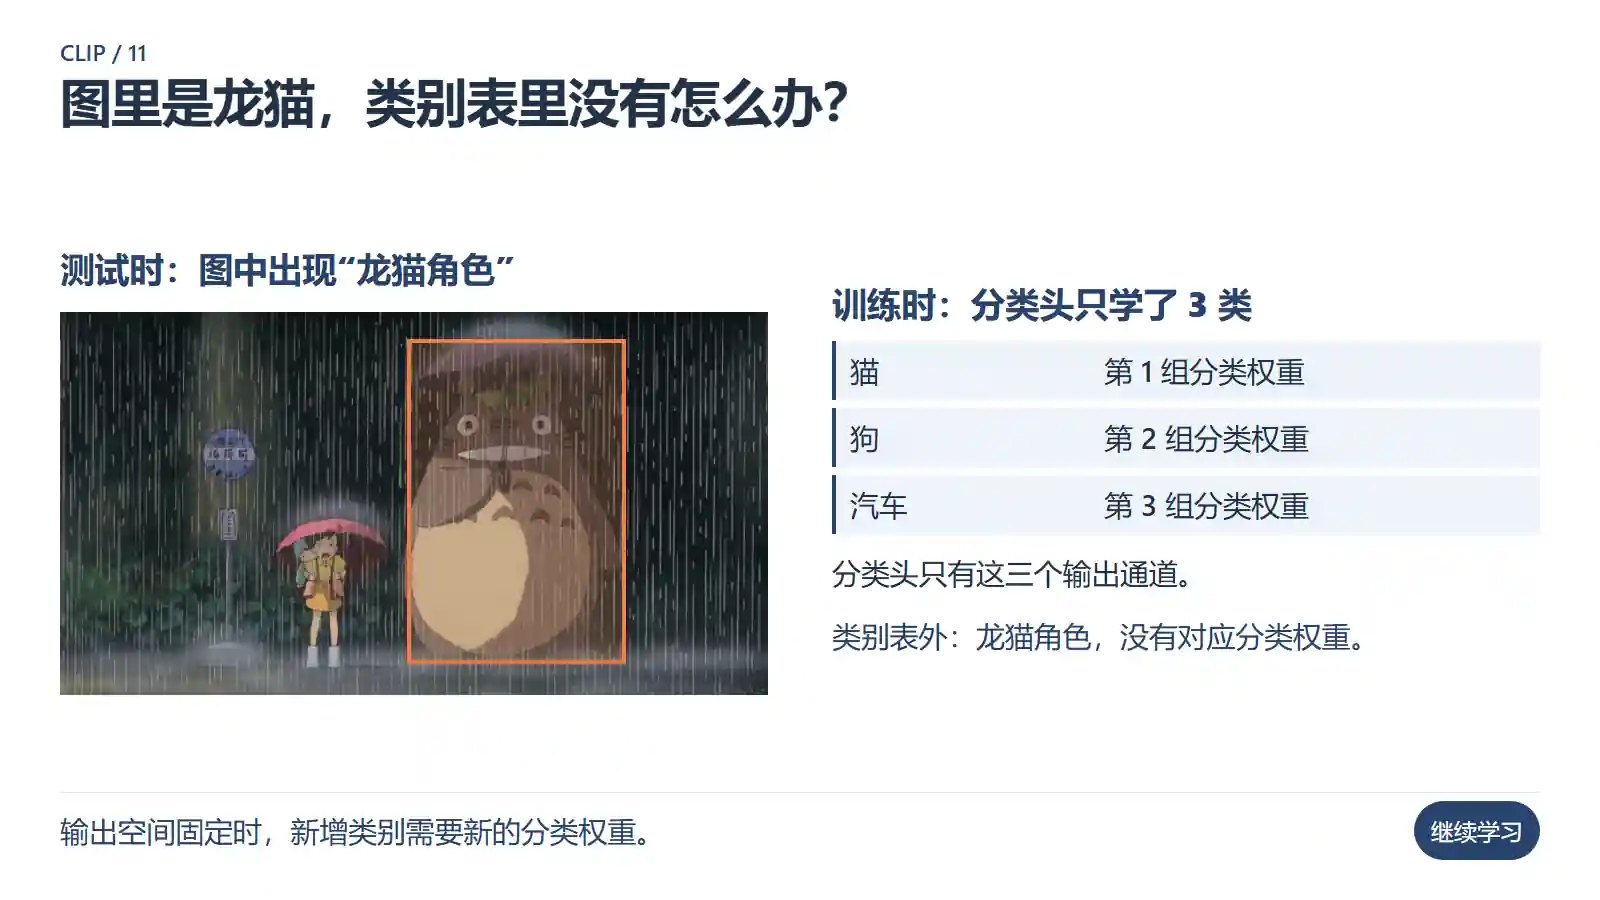 CLIP / 11
图里是龙猫，类别表里没有怎么办？
测试时：图中出现“龙猫角色”
训练时：分类头只学了 3 类
猫 第 1 组分类权重
狗 第 2 组分类权重
汽车 第 3 组分类权重
分类头只有这三个输出通道。
类别表外：龙猫角色，没有对应分类权重。
输出空间固定时，新增类别需要新的分类权重。
继续学习